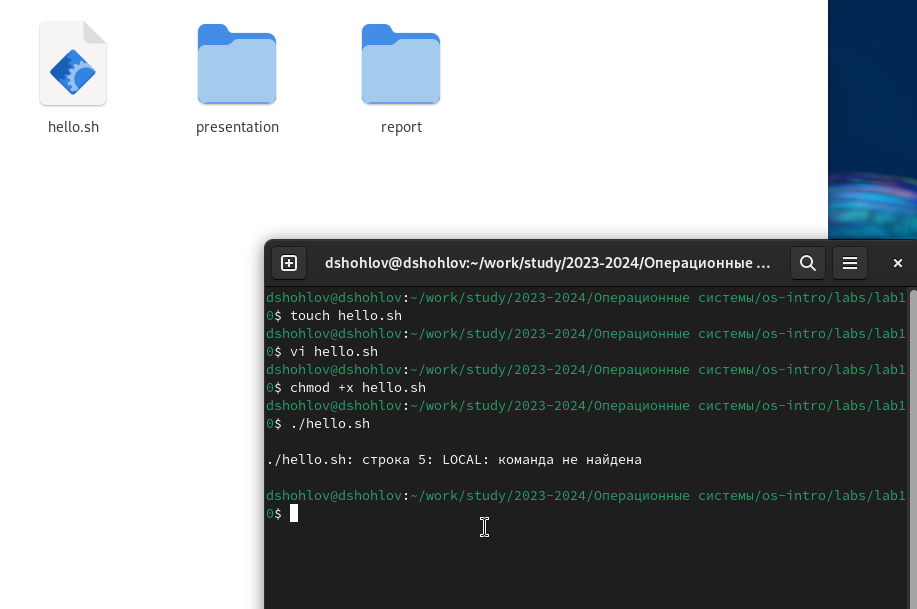 hello.sh
presentation
report
dshohlov@dshohlov:~/work/study/2023-2024/Операционные ...
dshohlov@dshohlov:~/work/study/2023-2024/Операционные системы/os-intro/labs/lab1
0$ touch hello.sh
dshohlov@dshohlov:~/work/study/2023-2024/Операционные системы/os-intro/labs/lab1
0$ vi hello.sh
dshohlov@dshohlov:~/work/study/2023-2024/Операционные системы/os-intro/labs/lab1
0$ chmod +x hello.sh
dshohlov@dshohlov:~/work/study/2023-2024/Операционные системы/os-intro/labs/lab1
0$ ./hello.sh
./hello.sh: строка 5: LOCAL: команда не найдена
dshohlov@dshohlov:~/work/study/2023-2024/Операционные системы/os-intro/labs/lab1
0$